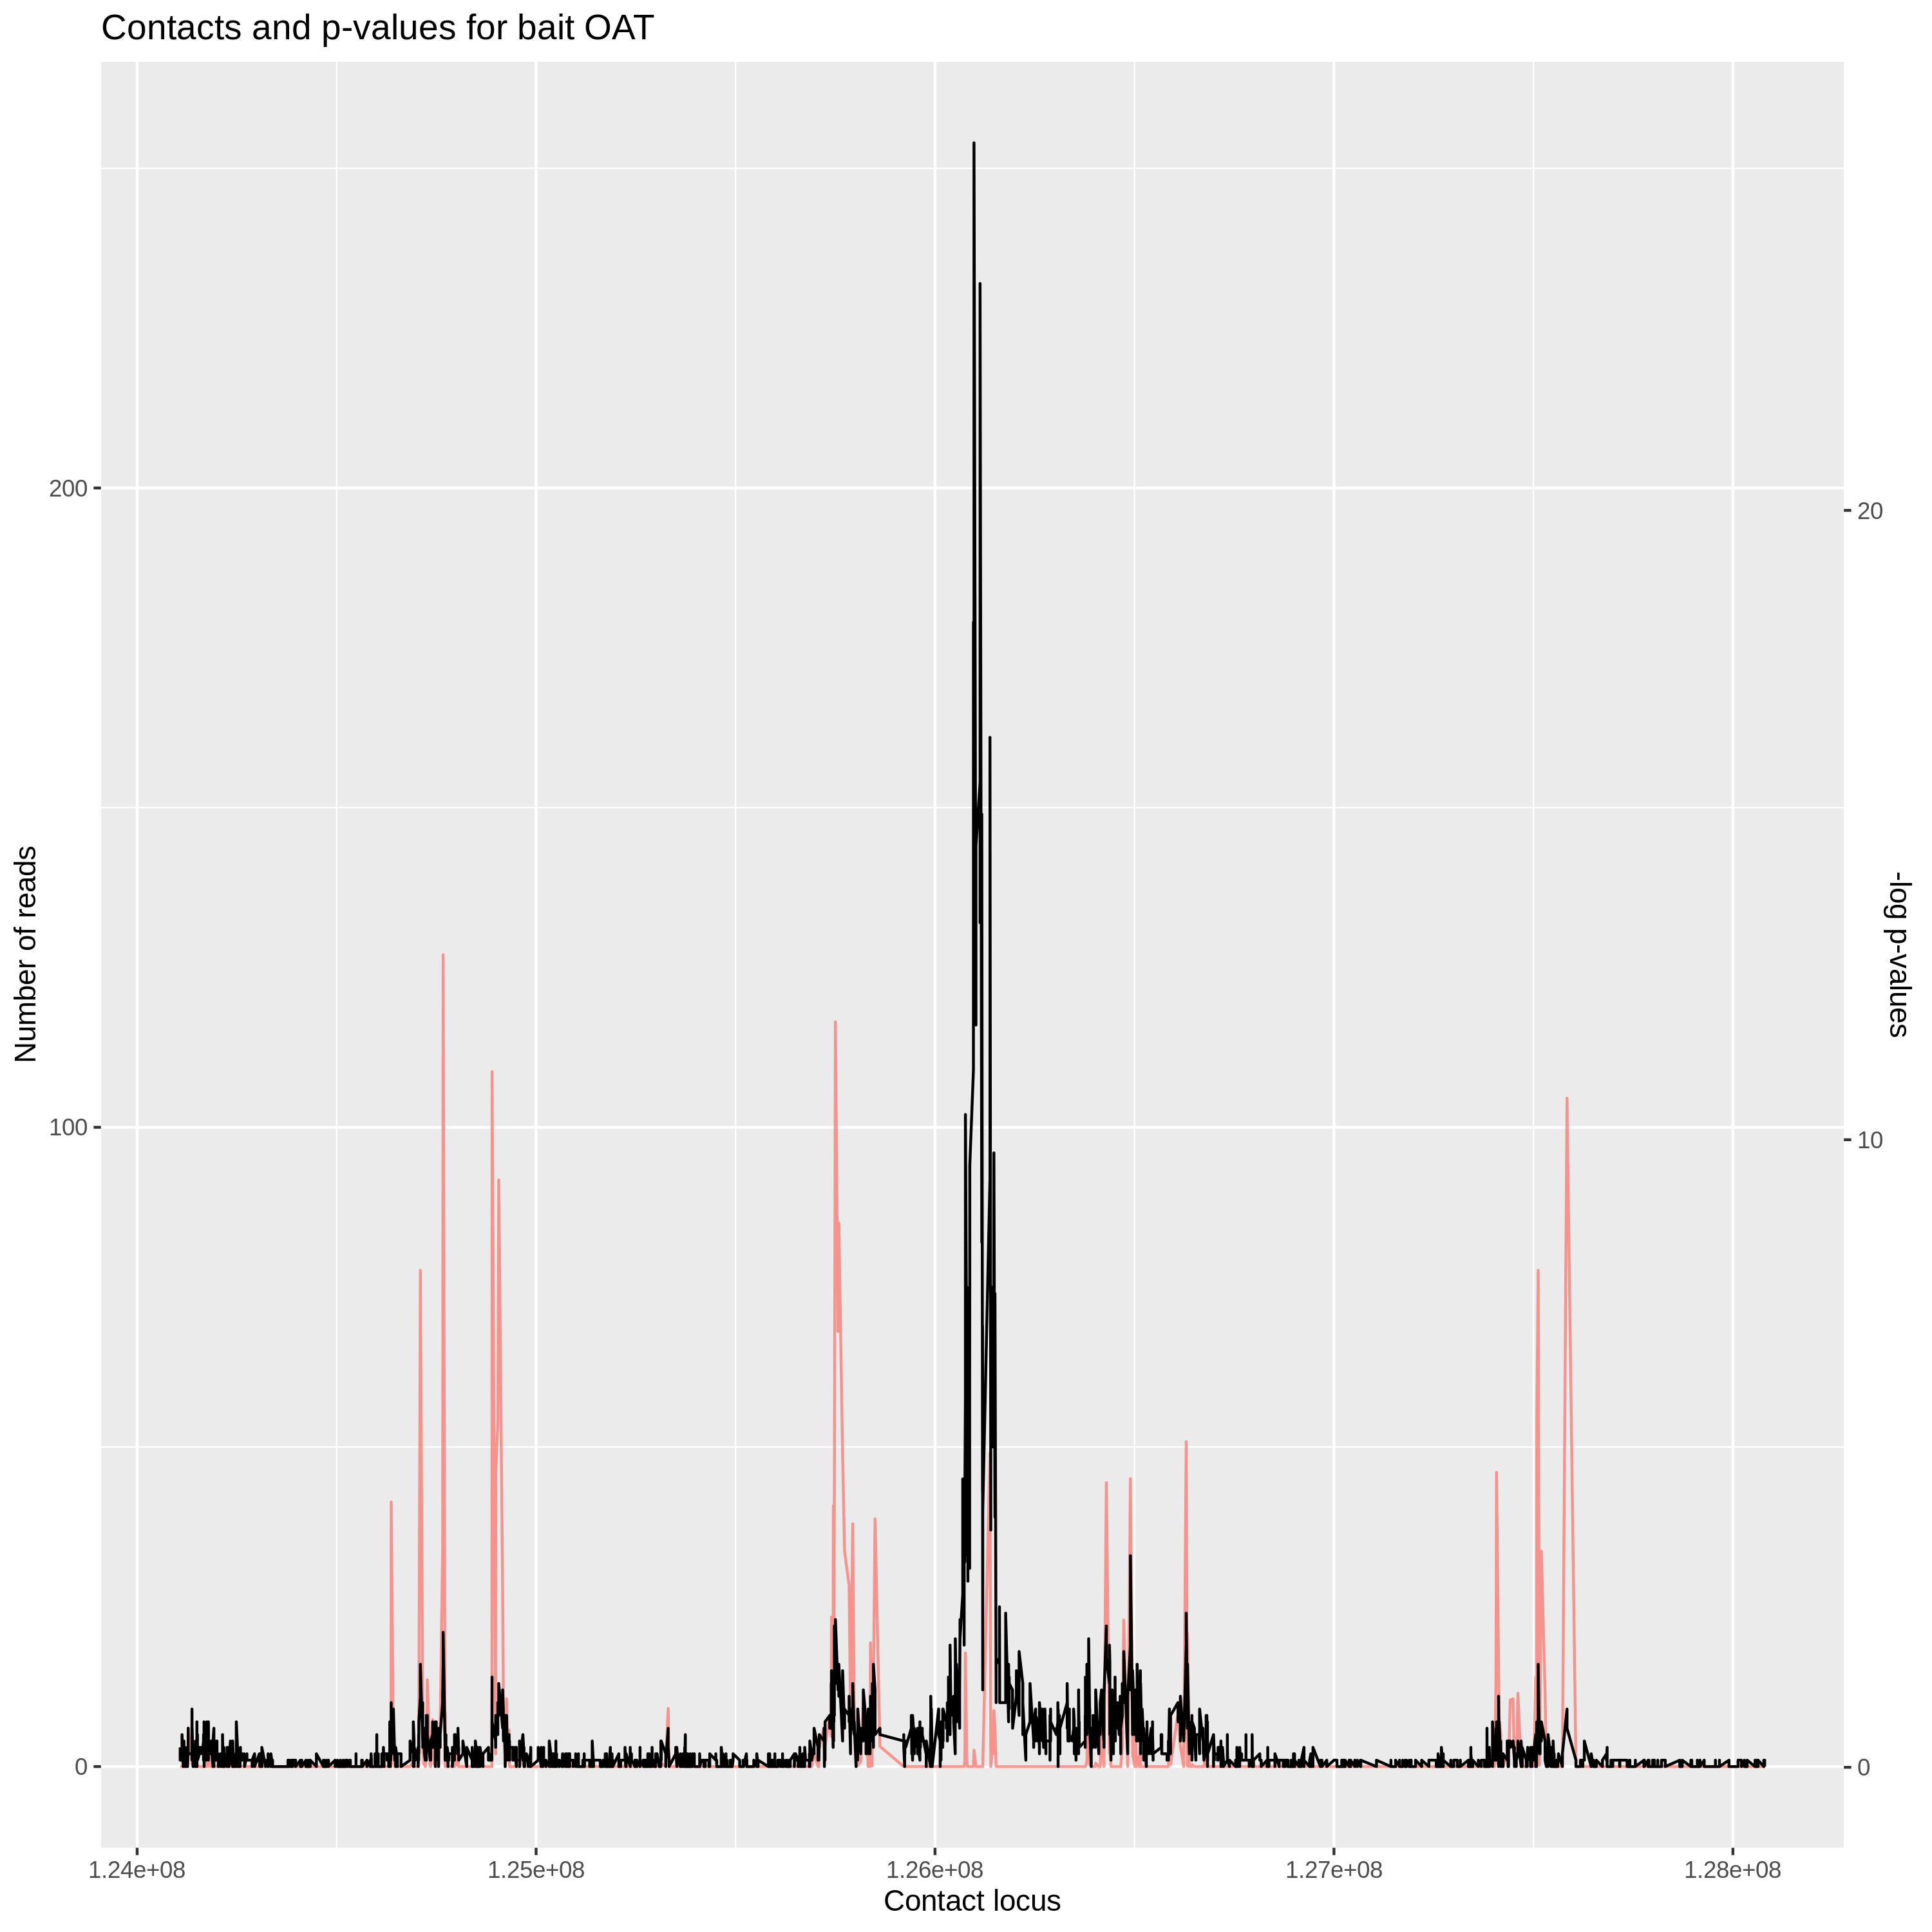 Contacts and p-values for bait OAT
Number of reads
200
100
0
20
10
0
-log p-values
1.24e+08 1.25e+08 1.26e+08 1.27e+08 1.28e+08
Contact locus